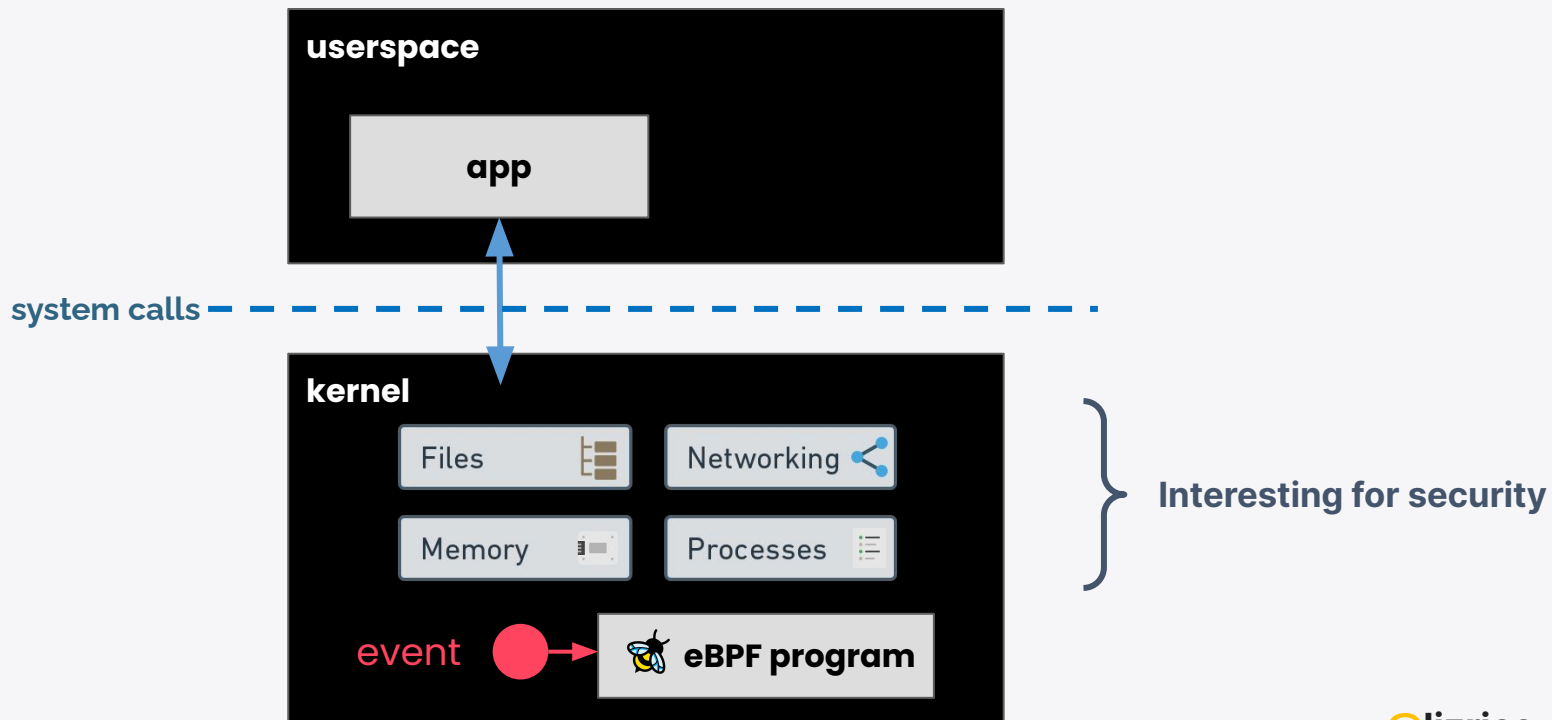 userspace
app
system calls
kernel
Files
Networking
Memory
Processes
Interesting for security
event
eBPF program